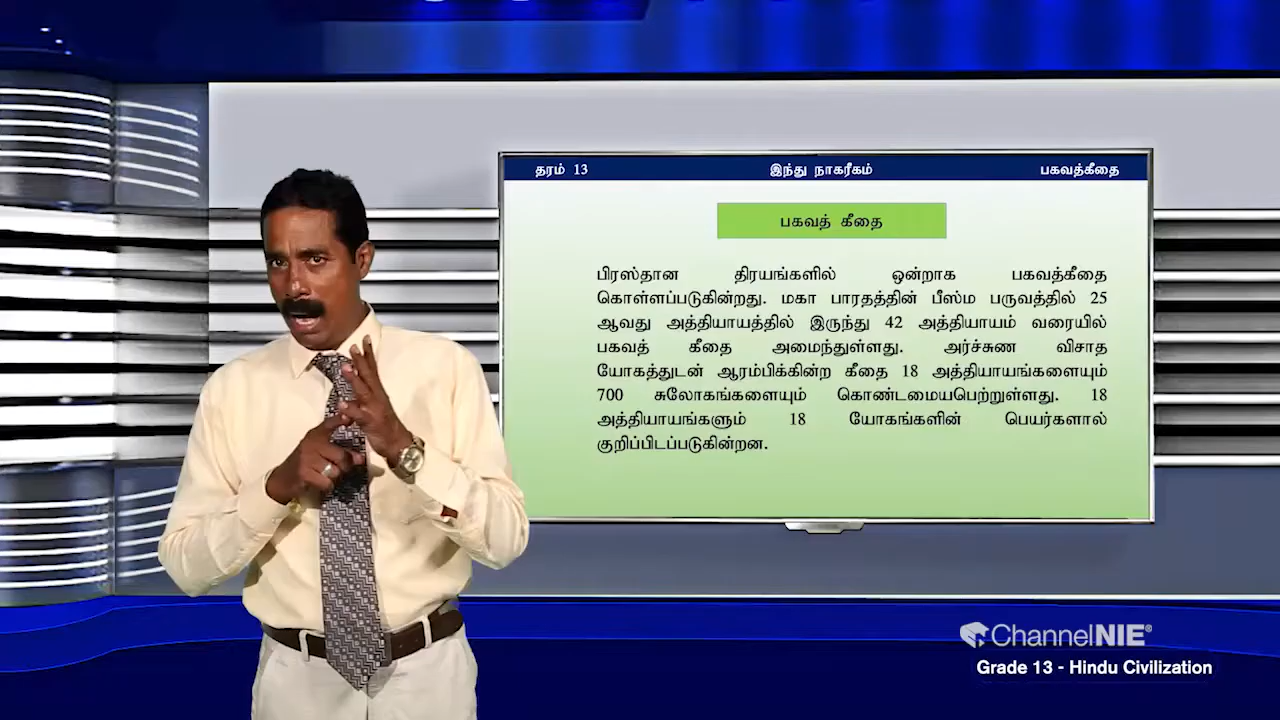 தரம் 13 இந்து நாகரீகம் பகவத்கீதை
பகவத் கீதை
பிரஸ்தான திரயங்களில் ஒன்றாக பகவத்கீதை
கொள்ளப்படுகின்றது. மகா பாரதத்தின் பீஸ்ம பருவத்தில் 25
ஆவது அத்தியாயத்தில் இருந்து 42 அத்தியாயம் வரையில்
பகவத் கீதை அமைந்துள்ளது. அர்ச்சுண விசாத
யோகத்துடன் ஆரம்பிக்கின்ற கீதை 18 அத்தியாயங்களையும்
700 சுலோகங்களையும் கொண்டமையபெற்றுள்ளது. 18
அத்தியாயங்களும் 18 யோகங்களின் பெயர்களால்
குறிப்பிடப்படுகின்றன.
ChannelNIE®
Grade 13 - Hindu Civilization